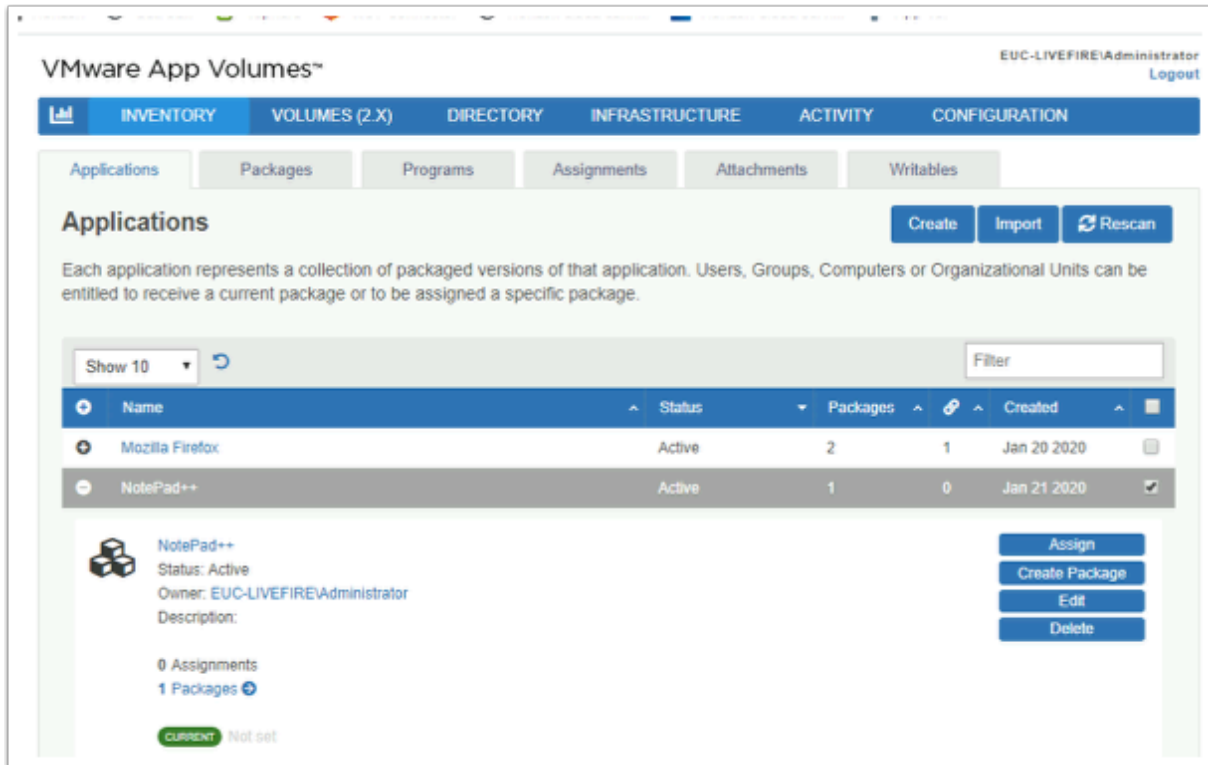 VMware App Volumes™
EUC-LIVEFIRE\Administrator
Logout
INVENTORY VOLUMES (2.X) DIRECTORY INFRASTRUCTURE ACTIVITY CONFIGURATION
Applications Packages Programs Assignments Attachments Writables
Applications
Create Import Rescan
Each application represents a collection of packaged versions of that application. Users, Groups, Computers or Organizational Units can be
entitled to receive a current package or to be assigned a specific package.
Show 10
Filter
Name Status Packages Created
Mozilla Firefox Active 2 1 Jan 20 2020
NotePad++ Active 1 0 Jan 21 2020
NotePad++
Status: Active
Owner: EUC-LIVEFIRE\Administrator
Description:
0 Assignments
1 Packages
CURRENT Not set
Assign
Create Package
Edit
Delete